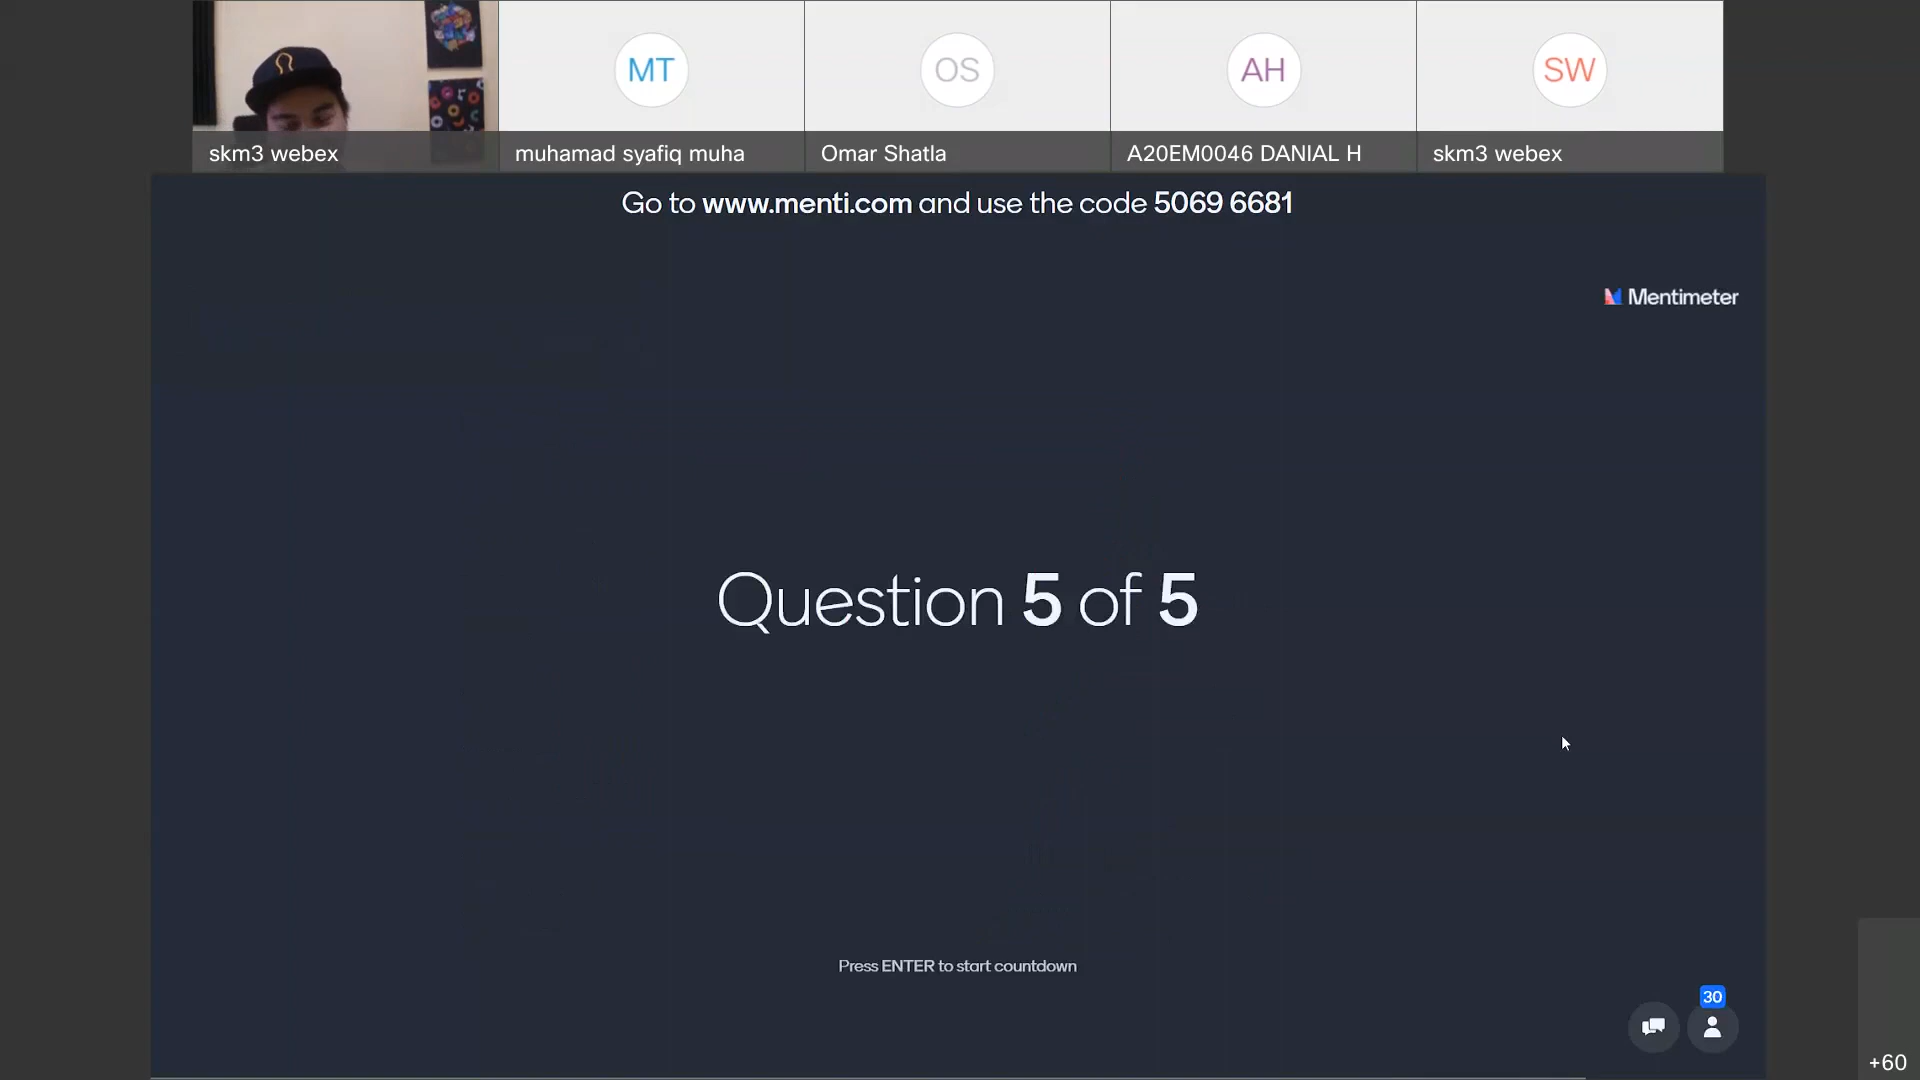 MT
OS
AH
SW
skm3 webex
muhamad syafiq muha
Omar Shatla
A20EM0046 DANIAL H
skm3 webex
Go to www.menti.com and use the code 5069 6681
Mentimeter
Question 5 of 5
Press ENTER to start countdown
30
+60